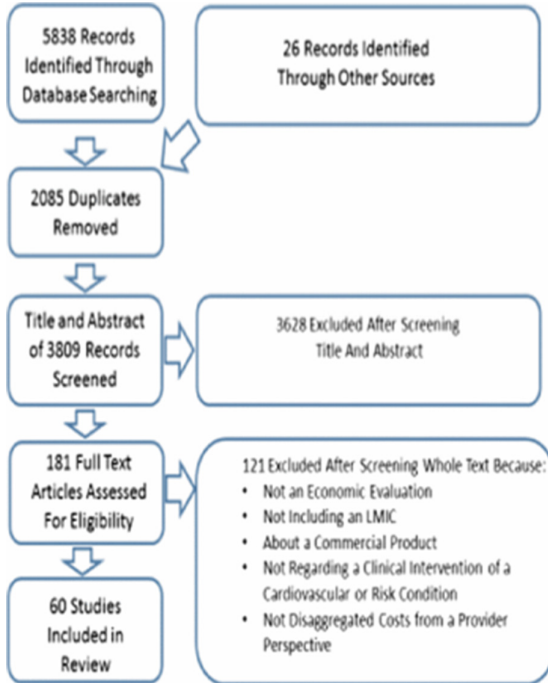 5838 Records
Identified Through
Database Searching
26 Records Identified
Through Other Sources
2085 Duplicates
Removed
Title and Abstract
of 3809 Records
Screened
3628 Excluded After Screening
Title And Abstract
181 Full Text
Articles Assessed
For Eligibility
121 Excluded After Screening Whole Text Because:
• Not an Economic Evaluation
• Not Including an LMIC
• About a Commercial Product
• Not Regarding a Clinical Intervention of a
Cardiovascular or Risk Condition
• Not Disaggregated Costs from a Provider
Perspective
60 Studies
Included in
Review